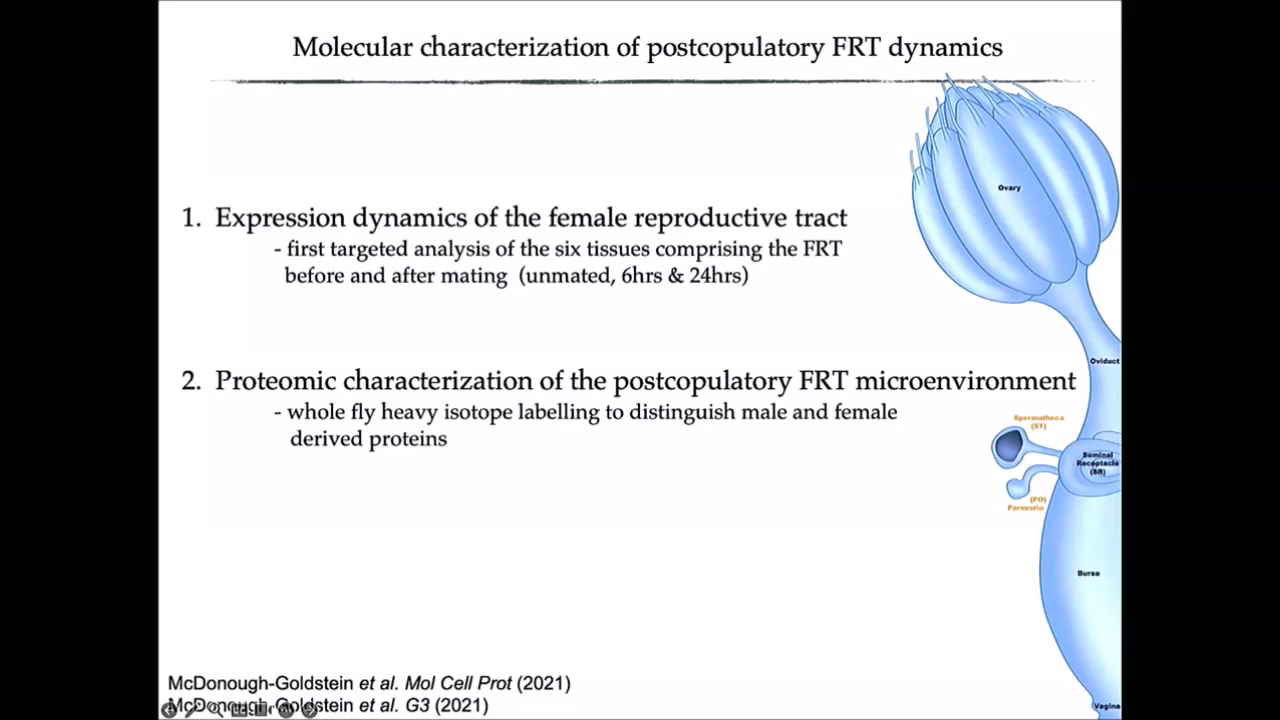 Molecular characterization of postcopulatory FRT dynamics
Ovary
1. Expression dynamics of the female reproductive tract
- first targeted analysis of the six tissues comprising the FRT
before and after mating (unmated, 6hrs & 24hrs)
Oviduct
2. Proteomic characterization of the postcopulatory FRT microenvironment
- whole fly heavy isotope labelling to distinguish male and female
derived proteins
Spermatheca
(ST)
Seminal
Receptacle
(SR)
(PO)
Parovaria
Bursa
McDonough-Goldstein et al. Mol Cell Prot (2021)
McDonough-Goldstein et al. G3 (2021)
Vagina